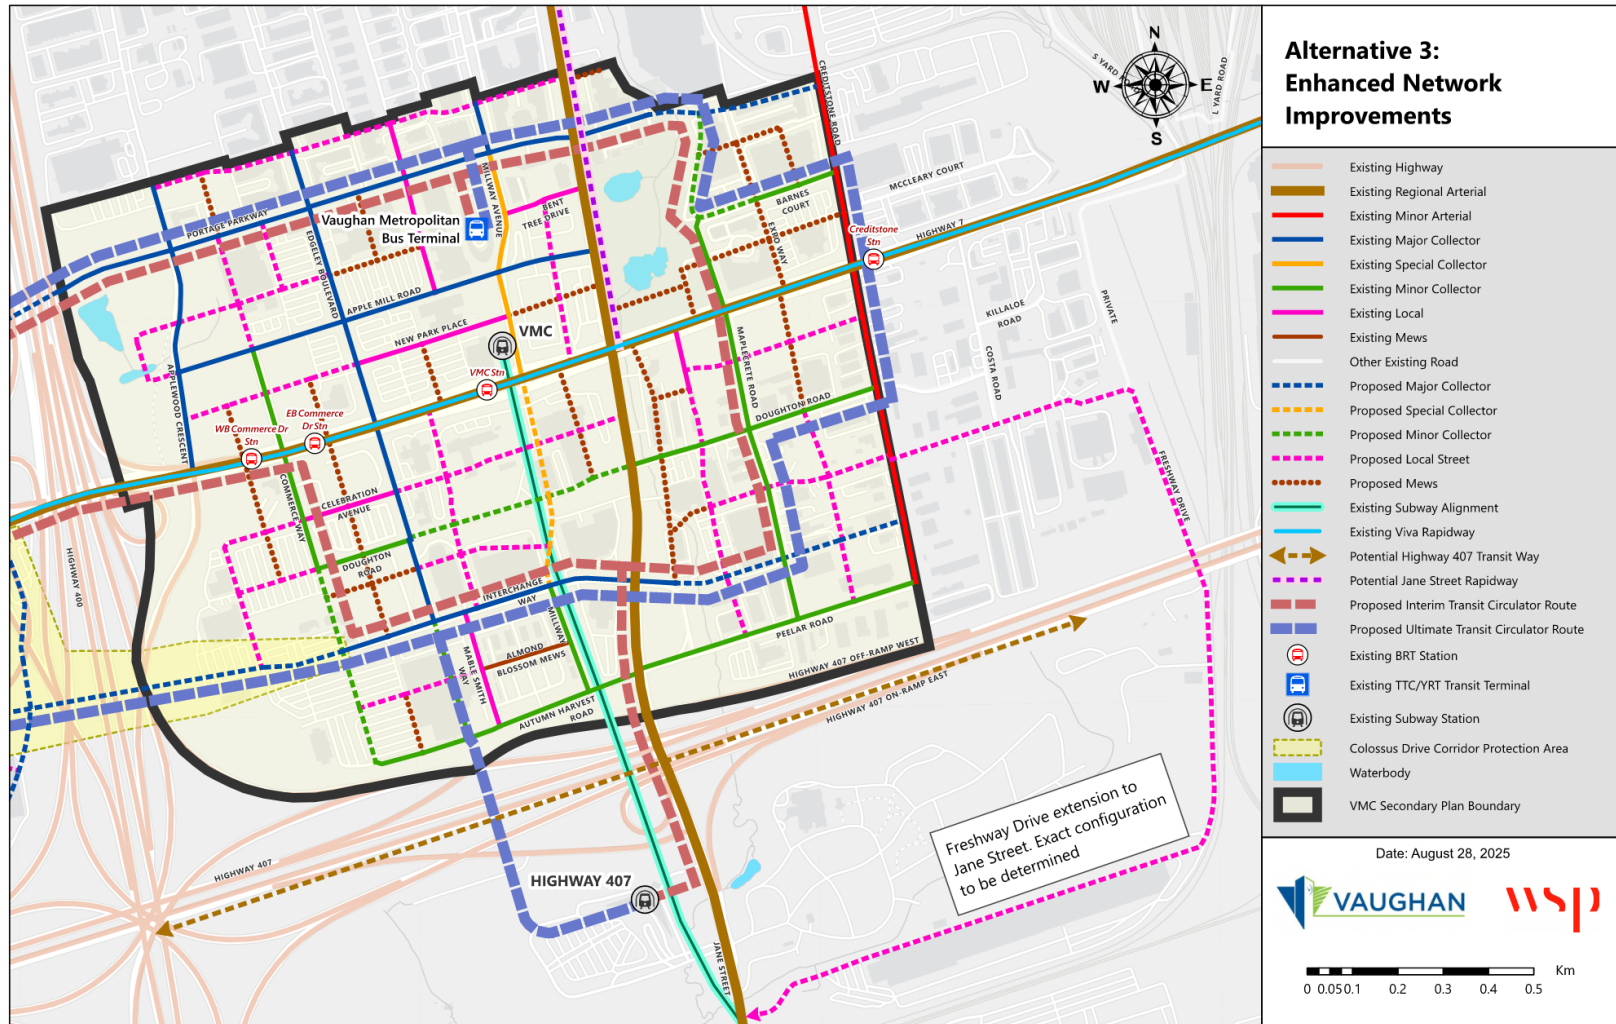 Alternative 3:
Enhanced Network
Improvements
Existing Highway
Existing Regional Arterial
Existing Minor Arterial
Existing Major Collector
Existing Special Collector
Existing Minor Collector
Existing Local
Existing Mews
Other Existing Road
Proposed Major Collector
Proposed Special Collector
Proposed Minor Collector
Proposed Local Street
Proposed Mews
Existing Subway Alignment
Existing Viva Rapidway
Potential Highway 407 Transit Way
Potential Jane Street Rapidway
Proposed Interim Transit Circulator Route
Proposed Ultimate Transit Circulator Route
Existing BRT Station
Existing TTC/YRT Transit Terminal
Existing Subway Station
Colossus Drive Corridor Protection Area
Waterbody
VMC Secondary Plan Boundary
Date: August 28, 2025
VAUGHAN
wsp
Km
0 0.05 0.1 0.2 0.3 0.4 0.5
N
W E
S
S YARD
L YARD ROAD
CREDITSTONE ROAD
MCCLEARY COURT
HIGHWAY 7
Creditstone
Stn
BARNES
COURT
EXPO WAY
MILLWAY AVENUE
BENT
TREE DRIVE
Vaughan Metropolitan
Bus Terminal
PORTAGE PARKWAY
EDGELEY BOULEVARD
APPLE MILL ROAD
NEW PARK PLACE
VMC
VMC Stn
EB Commerce
Dr Stn
WB Commerce Dr
Stn
APPLEWOOD CRESCENT
COMMERCE WAY
CELEBRATION
AVENUE
DOUGHTON
ROAD
MAPLECRETE ROAD
DOUGHTON ROAD
KILLALOE
ROAD
PRIVATE
COSTA ROAD
FRESHWAY DRIVE
HIGHWAY 400
INTERCHANGE
WAY
MILLWAY
MABLE SMITH
WAY
ALMOND
BLOSSOM MEWS
AUTUMN HARVEST
ROAD
PEELAR ROAD
HIGHWAY 407 OFF-RAMP WEST
HIGHWAY 407 ON-RAMP EAST
HIGHWAY 407
HIGHWAY 407
JANE STREET
Freshway Drive extension to
Jane Street. Exact configuration
to be determined